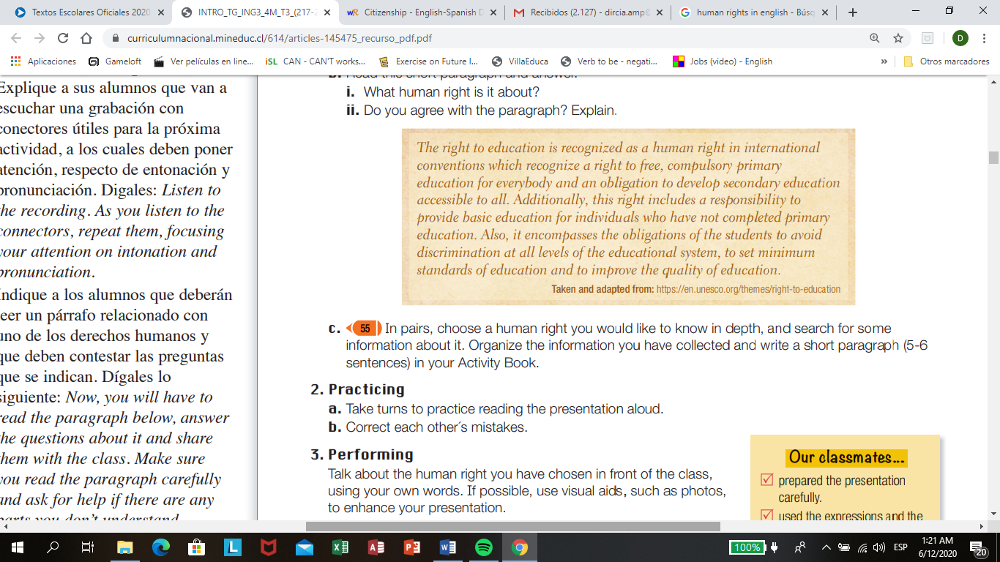 Textos Escolares Oficiales 2020
INTRO_TG_ING3_4M_T3_(217-2
Citizenship - English-Spanish D
Recibidos (2.127) - dircia.amp@
human rights in english - Búsq
curriculumnacional.mineduc.cl/614/articles-145475_recurso_pdf.pdf
D
Aplicaciones
Gameloft
Ver películas en line...
iSL CAN - CAN'T works...
Exercise on Future I...
VillaEduca
Verb to be - negati...
Jobs (video) - English
»
Otros marcadores
Explique a sus alumnos que van a
escuchar una grabación con
conectores útiles para la próxima
actividad, a los cuales deben poner
atención, respecto de entonación y
pronunciación. Dígales: Listen to
the recording. As you listen to the
connectors, repeat them, focusing
your attention on intonation and
pronunciation.
Indique a los alumnos que deberán
leer un párrafo relacionado con
uno de los derechos humanos y
que deben contestar las preguntas
que se indican. Dígales lo
siguiente: Now, you will have to
read the paragraph below, answer
the questions about it and share
them with the class. Make sure
you read the paragraph carefully
and ask for help if there are any
parts you don't understand.
b. Read this short paragraph and answer.
i. What human right is it about?
ii. Do you agree with the paragraph? Explain.
The right to education is recognized as a human right in international
conventions which recognize a right to free, compulsory primary
education for everybody and an obligation to develop secondary education
accessible to all. Additionally, this right includes a responsibility to
provide basic education for individuals who have not completed primary
education. Also, it encompasses the obligations of the students to avoid
discrimination at all levels of the educational system, to set minimum
standards of education and to improve the quality of education.
Taken and adapted from: https://en.unesco.org/themes/right-to-education
c. 55 In pairs, choose a human right you would like to know in depth, and search for some
information about it. Organize the information you have collected and write a short paragraph (5-6
sentences) in your Activity Book.
2. Practicing
a. Take turns to practice reading the presentation aloud.
b. Correct each other´s mistakes.
3. Performing
Talk about the human right you have chosen in front of the class,
using your own words. If possible, use visual aids, such as photos,
to enhance your presentation.
Our classmates...
prepared the presentation
carefully.
used the expressions and the
100%
ESP
1:21 AM
6/12/2020
20